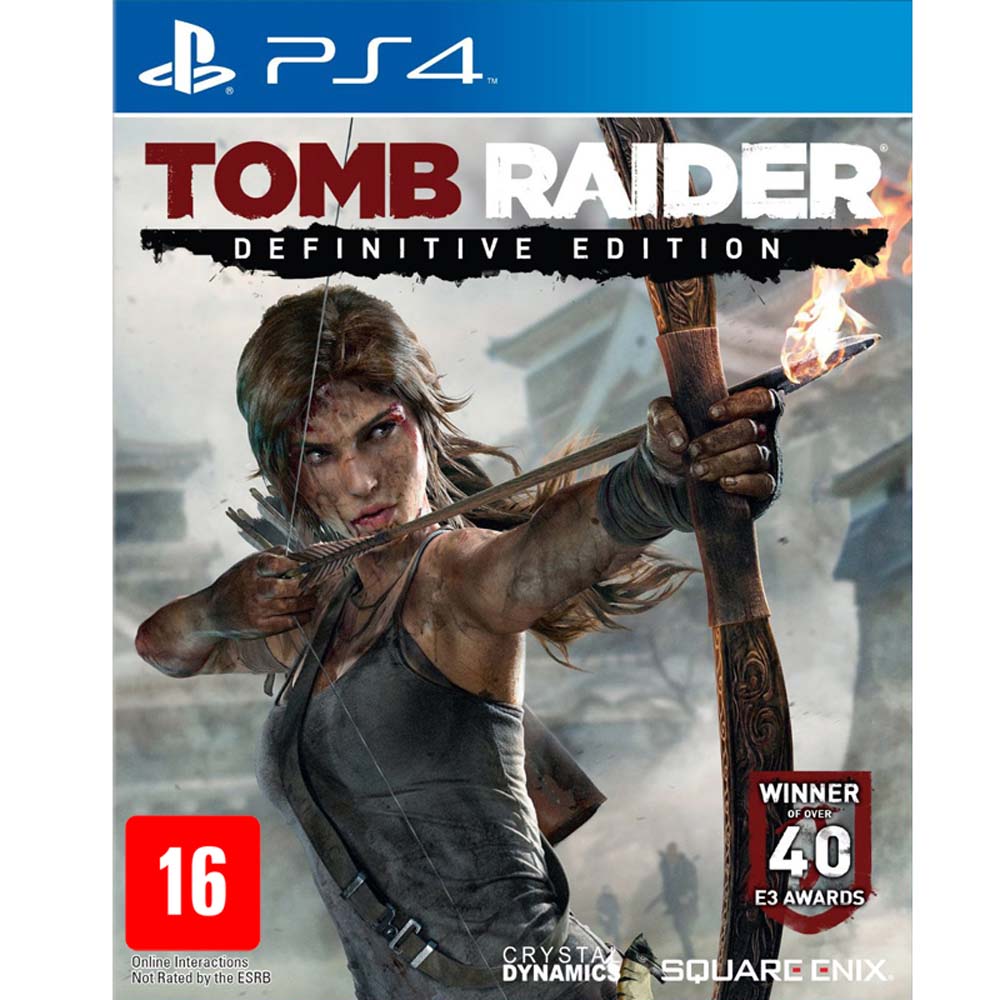 PS4™
TOMB RAIDER®
DEFINITIVE EDITION
WINNER
OF OVER
40
E3 AWARDS
16
Online Interactions
Not Rated by the ESRB
CRYSTAL
DYNAMICS
SQUARE ENIX.